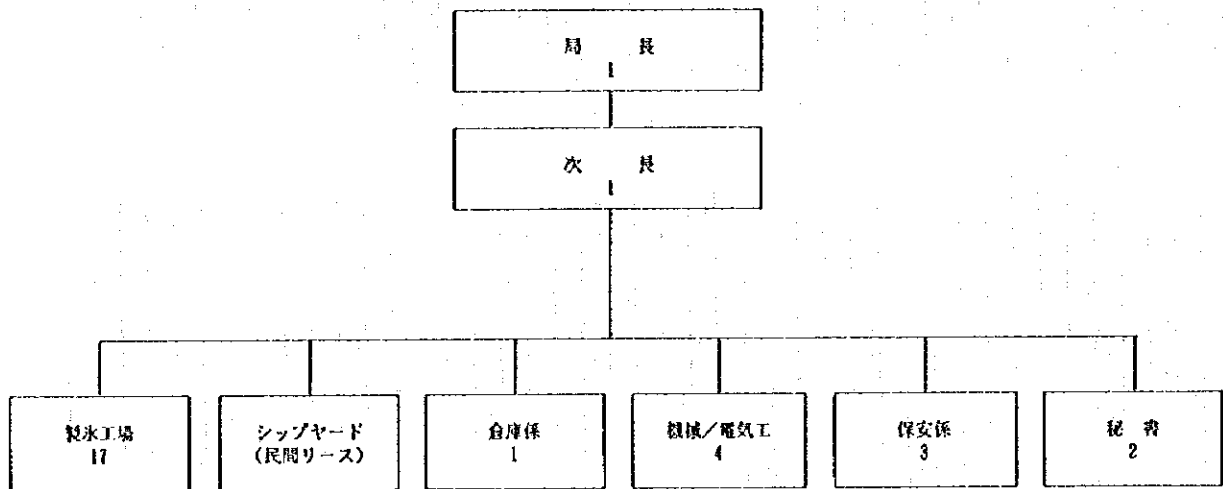 局　長
1
次　長
1
製氷工場
17
シップヤード
(民間リース)
倉庫係
1
機械／電気工
4
保安係
3
秘　書
2